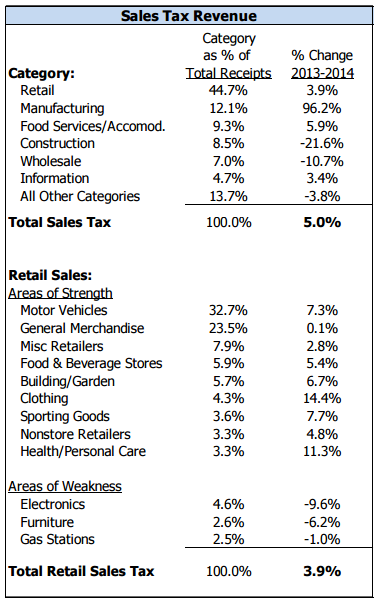 Sales Tax Revenue
Category
as % of % Change
Category: Total Receipts 2013-2014
Retail 44.7% 3.9%
Manufacturing 12.1% 96.2%
Food Services/Accomod. 9.3% 5.9%
Construction 8.5% -21.6%
Wholesale 7.0% -10.7%
Information 4.7% 3.4%
All Other Categories 13.7% -3.8%
Total Sales Tax 100.0% 5.0%
Retail Sales:
Areas of Strength
Motor Vehicles 32.7% 7.3%
General Merchandise 23.5% 0.1%
Misc Retailers 7.9% 2.8%
Food & Beverage Stores 5.9% 5.4%
Building/Garden 5.7% 6.7%
Clothing 4.3% 14.4%
Sporting Goods 3.6% 7.7%
Nonstore Retailers 3.3% 4.8%
Health/Personal Care 3.3% 11.3%
Areas of Weakness
Electronics 4.6% -9.6%
Furniture 2.6% -6.2%
Gas Stations 2.5% -1.0%
Total Retail Sales Tax 100.0% 3.9%